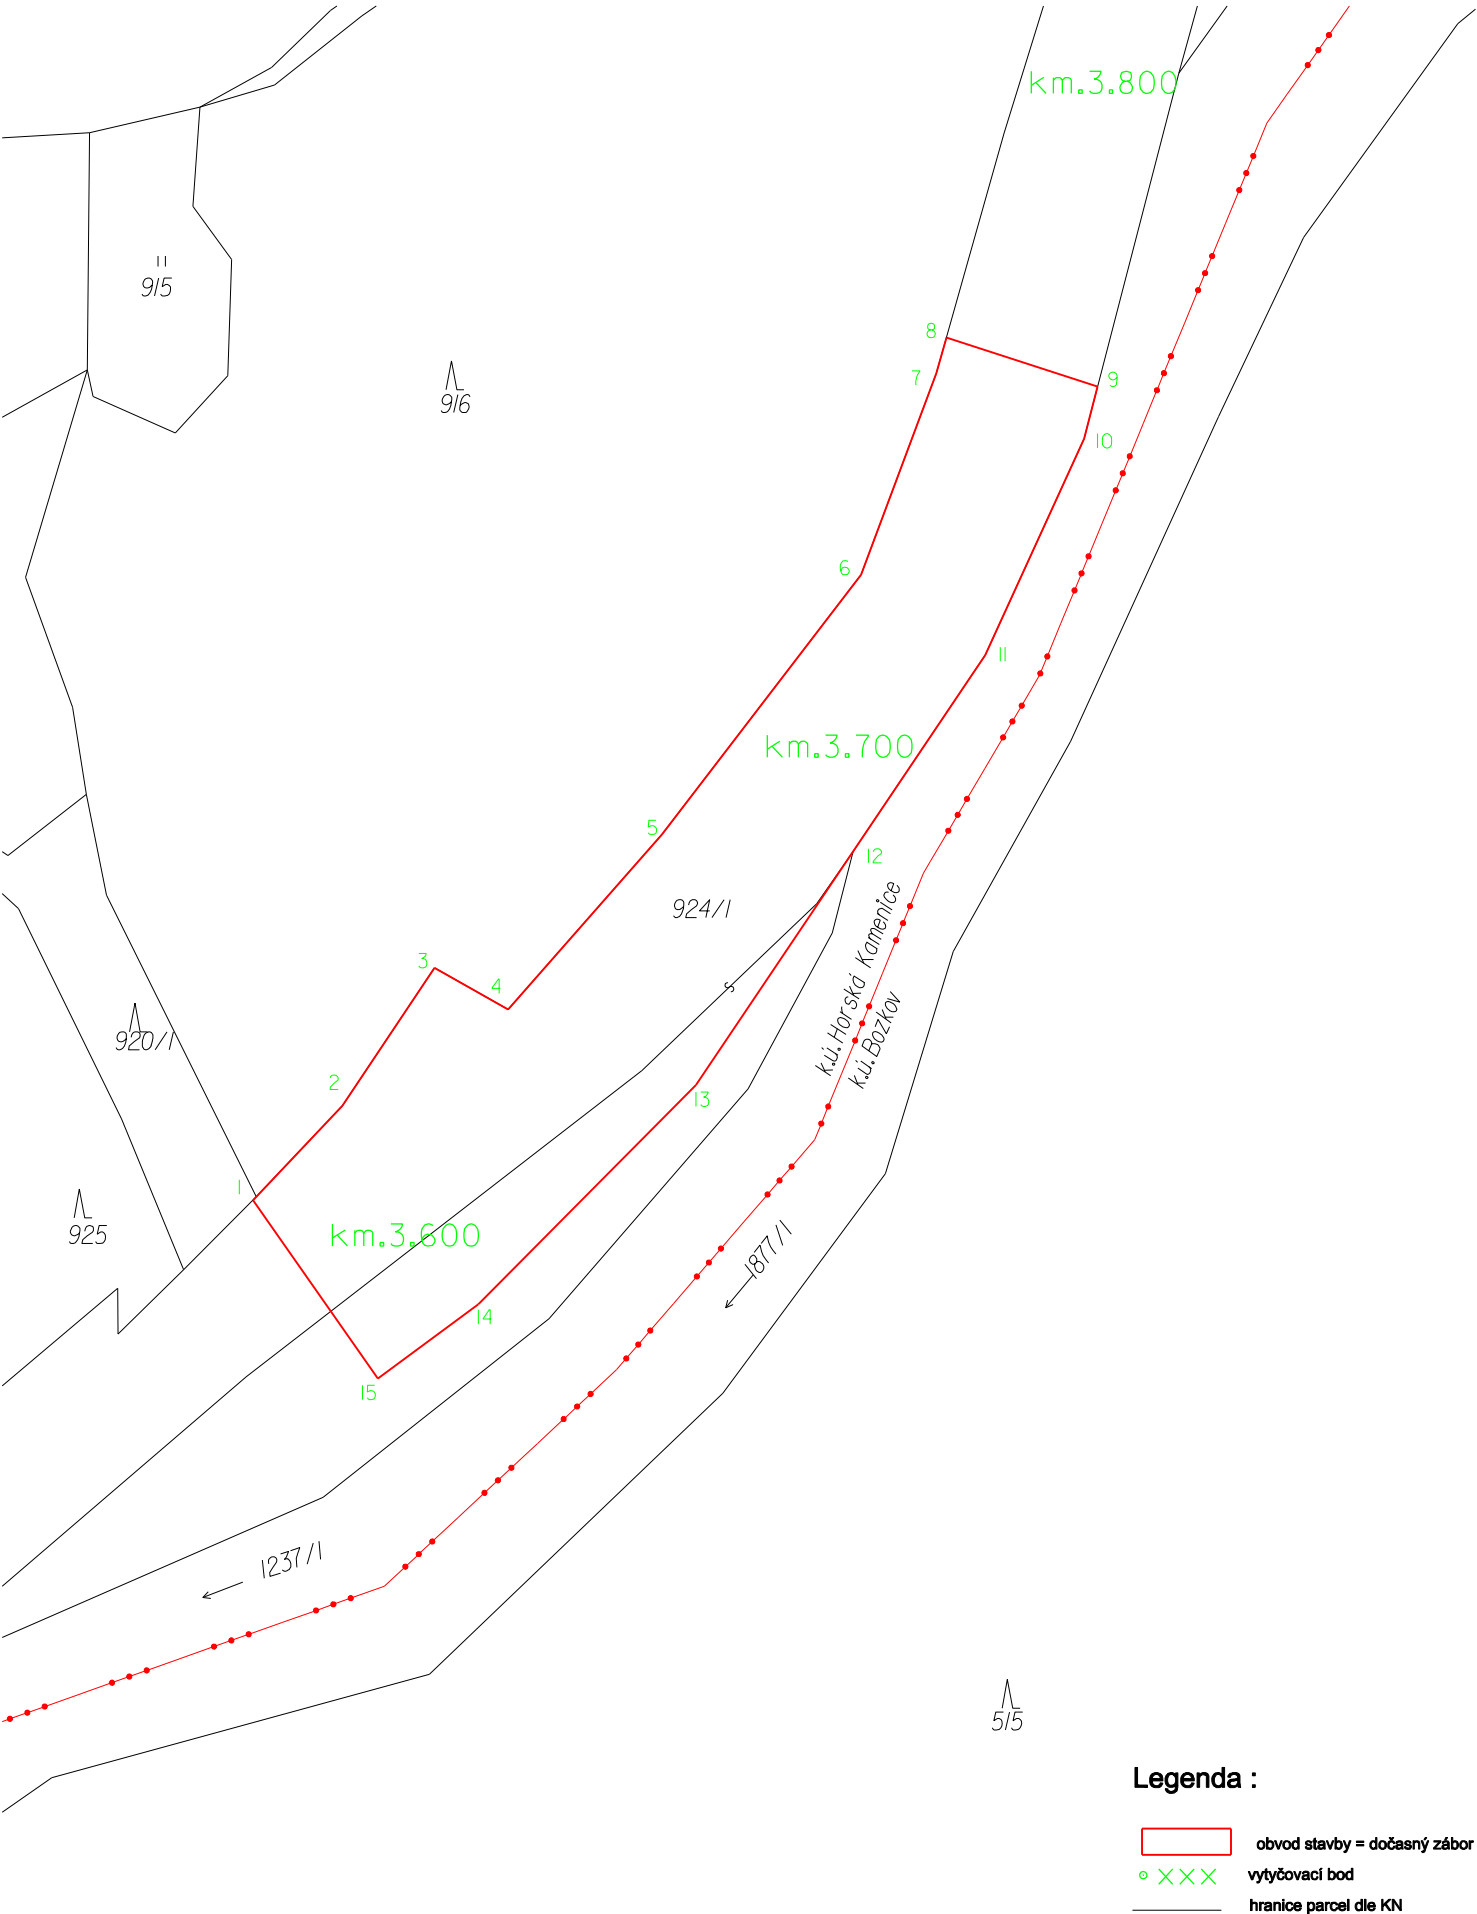 km.3.800
915
8
9
7
916
10
6
11
km.3.700
5
12
924/1
3
4
k.ú.Horská Kamenice
k.ú.Bozkov
920/1
2
13
1
925
km.3.600
1877/1
14
15
1237/1
515
Legenda :
obvod stavby = dočasný zábor
vytyčovací bod
hranice parcel dle KN